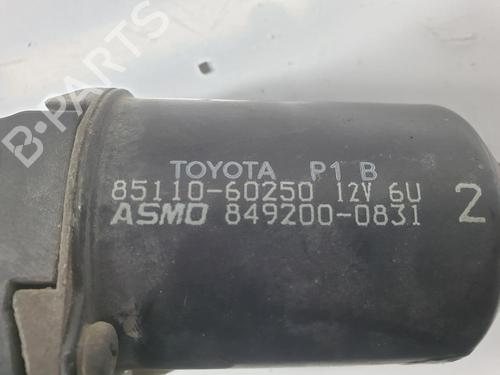 B-PARTS
TOYOTA P1 B
85110-60250 12V 6U
ASMO 849200-0831 2